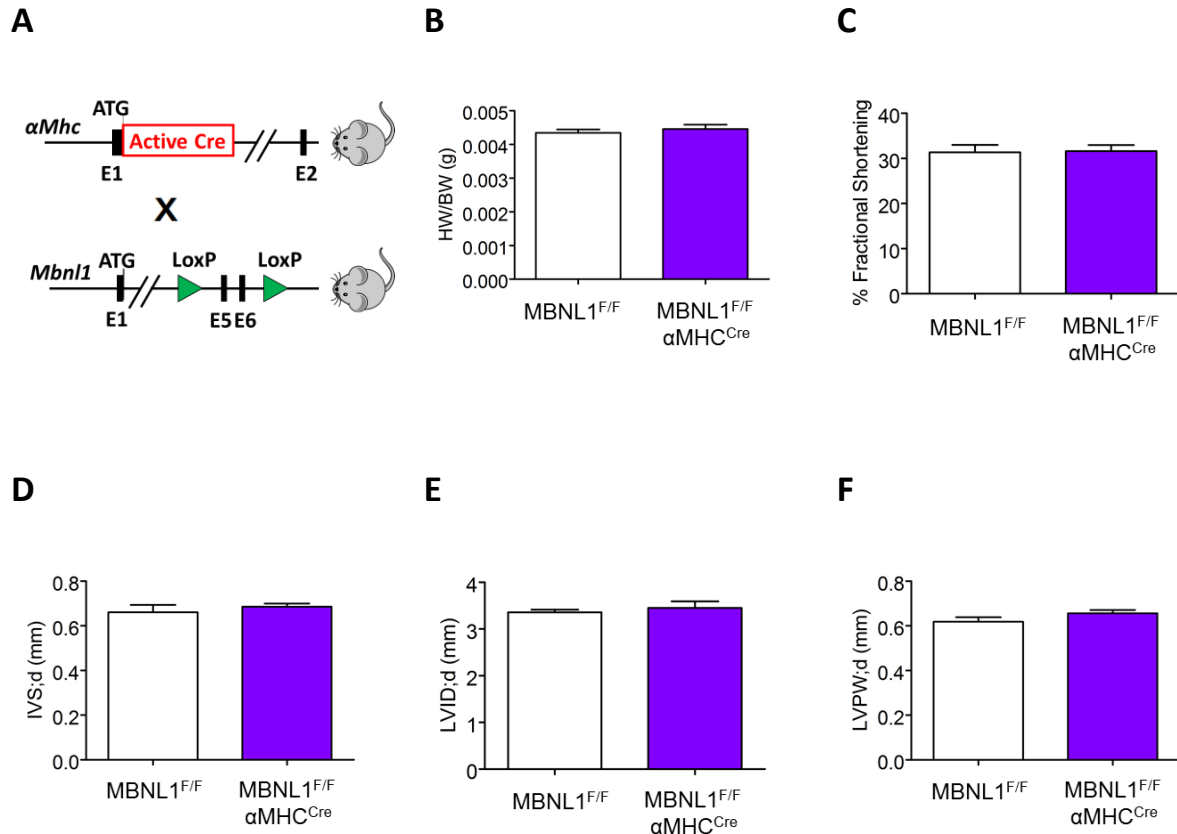 A
αMhc
ATG
Active Cre
E1
E2
X
Mbnl1
ATG
LoxP
LoxP
E1
E5 E6
B
HW/BW (g)
0.005
0.004
0.003
0.002
0.001
0.000
MBNL1F/F
MBNL1F/F
αMHCCre
C
% Fractional Shortening
40
30
20
10
0
MBNL1F/F
MBNL1F/F
αMHCCre
D
IVS;d (mm)
0.8
0.6
0.4
0.2
0.0
MBNL1F/F
MBNL1F/F
αMHCCre
E
LVID;d (mm)
4
3
2
1
0
MBNL1F/F
MBNL1F/F
αMHCCre
F
LVPW;d (mm)
0.8
0.6
0.4
0.2
0.0
MBNL1F/F
MBNL1F/F
αMHCCre